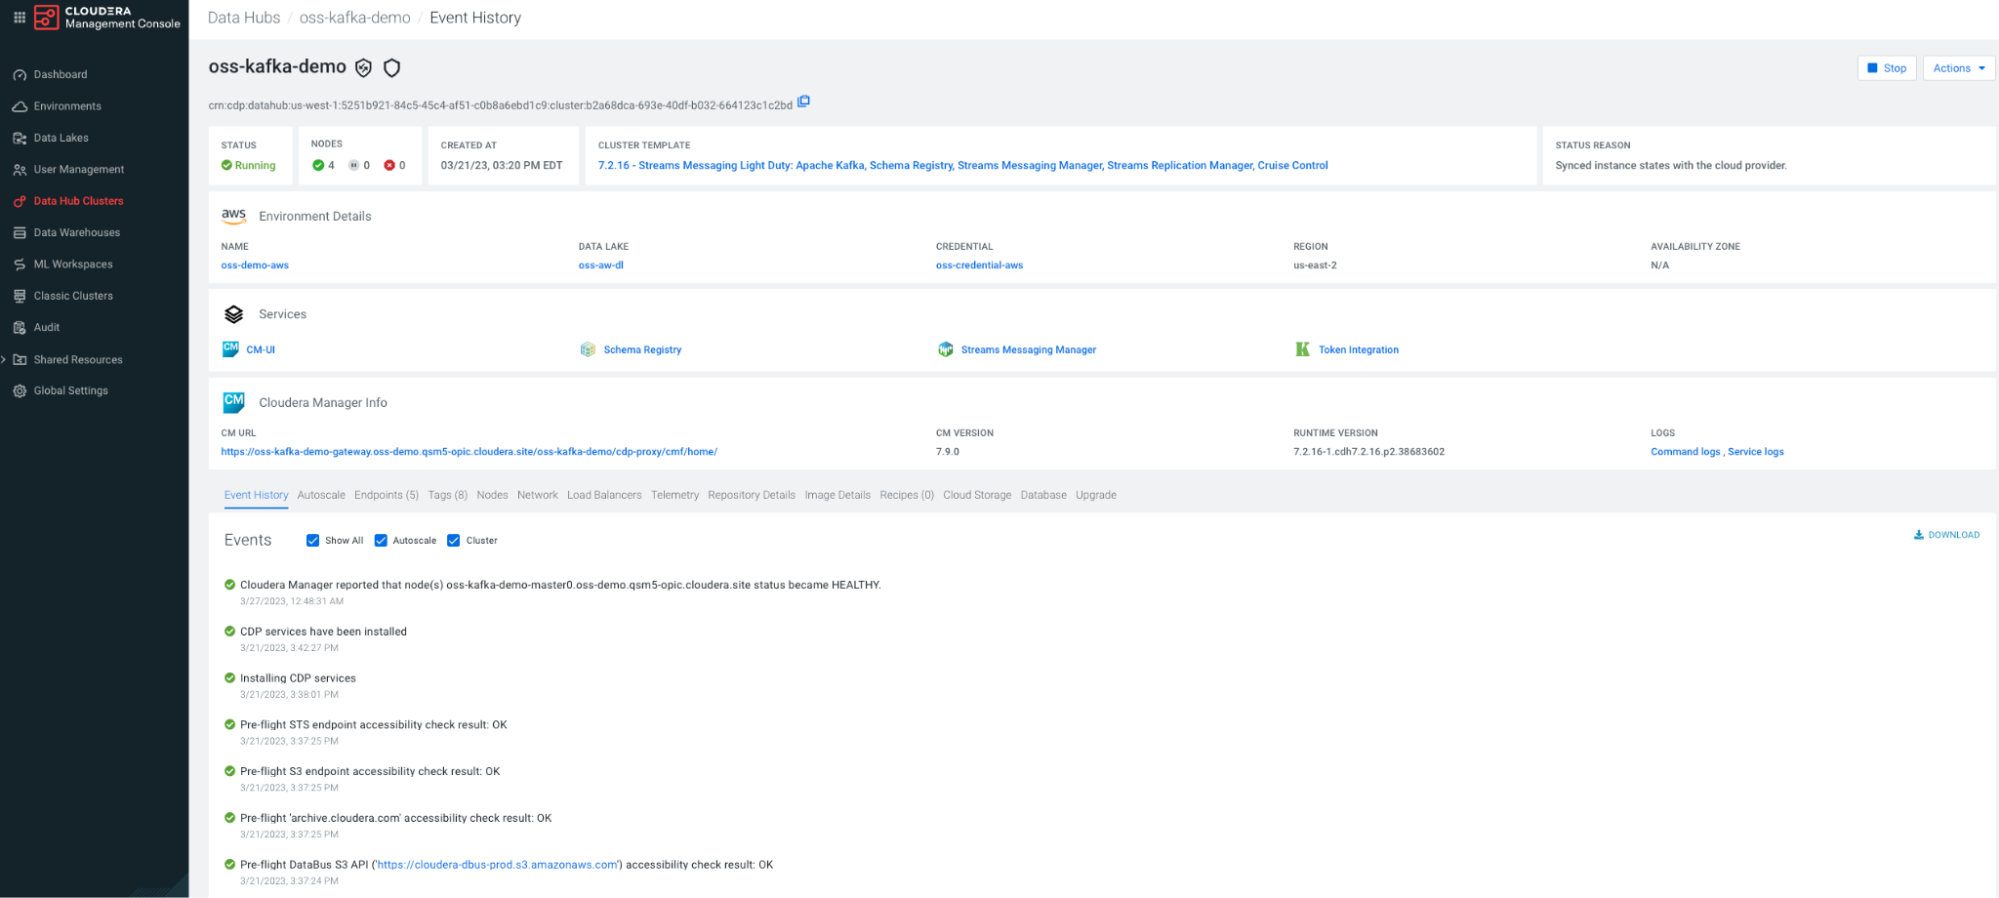 CLOUDERA
Management Console
Dashboard
Environments
Data Lakes
User Management
Data Hub Clusters
Data Warehouses
ML Workspaces
Classic Clusters
Audit
Shared Resources
Global Settings
Data Hubs / oss-kafka-demo / Event History
oss-kafka-demo
Stop
Actions
crn:cdp:datahub:us-west-1:5251b921-84c5-45c4-af51-c0b8a6ebd1c9:cluster:b2a68dca-693e-40df-b032-664123c1c2bd
STATUS
Running
NODES
4 0 0
CREATED AT
03/21/23, 03:20 PM EDT
CLUSTER TEMPLATE
7.2.16 - Streams Messaging Light Duty: Apache Kafka, Schema Registry, Streams Messaging Manager, Streams Replication Manager, Cruise Control
STATUS REASON
Synced instance states with the cloud provider.
aws Environment Details
NAME DATA LAKE CREDENTIAL REGION AVAILABILITY ZONE
oss-demo-aws oss-aw-dl oss-credential-aws us-east-2 N/A
Services
CM CM-UI Schema Registry Streams Messaging Manager Token Integration
CM Cloudera Manager Info
CM URL CM VERSION RUNTIME VERSION LOGS
https://oss-kafka-demo-gateway.oss-demo.qsm5-opic.cloudera.site/oss-kafka-demo/cdp-proxy/cmf/home/ 7.9.0 7.2.16-1.cdh7.2.16.p2.38683602 Command logs , Service logs
Event History Autoscale Endpoints (5) Tags (8) Nodes Network Load Balancers Telemetry Repository Details Image Details Recipes (0) Cloud Storage Database Upgrade
Events Show All Autoscale Cluster DOWNLOAD
Cloudera Manager reported that node(s) oss-kafka-demo-master0.oss-demo.qsm5-opic.cloudera.site status became HEALTHY.
3/27/2023, 12:48:31 AM
CDP services have been installed
3/21/2023, 3:42:27 PM
Installing CDP services
3/21/2023, 3:38:01 PM
Pre-flight STS endpoint accessibility check result: OK
3/21/2023, 3:37:25 PM
Pre-flight S3 endpoint accessibility check result: OK
3/21/2023, 3:37:25 PM
Pre-flight 'archive.cloudera.com' accessibility check result: OK
3/21/2023, 3:37:25 PM
Pre-flight DataBus S3 API ('https://cloudera-dbus-prod.s3.amazonaws.com') accessibility check result: OK
3/21/2023, 3:37:24 PM